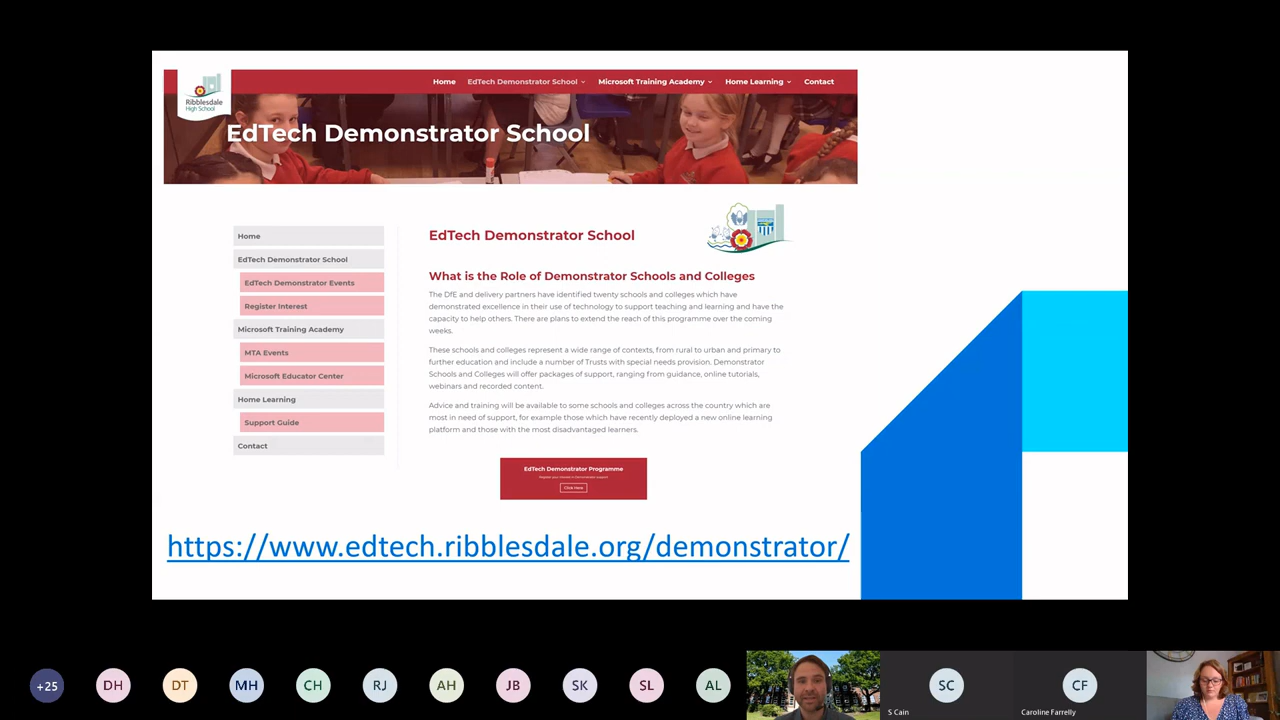 Home EdTech Demonstrator School Microsoft Training Academy Home Learning Contact
Ribblesdale
High School
EdTech Demonstrator School
Home
EdTech Demonstrator School
EdTech Demonstrator Events
Register Interest
Microsoft Training Academy
MTA Events
Microsoft Educator Center
Home Learning
Support Guide
Contact
EdTech Demonstrator School
What is the Role of Demonstrator Schools and Colleges
The DfE and delivery partners have identified twenty schools and colleges which have
demonstrated excellence in their use of technology to support teaching and learning and have the
capacity to help others. There are plans to extend the reach of this programme over the coming
weeks.
These schools and colleges represent a wide range of contexts, from rural to urban and primary to
further education and include a number of Trusts with special needs provision. Demonstrator
Schools and Colleges will offer packages of support, ranging from guidance, online tutorials,
webinars and recorded content.
Advice and training will be available to some schools and colleges across the country which are
most in need of support, for example those which have recently deployed a new online learning
platform and those with the most disadvantaged learners.
EdTech Demonstrator Programme
Register your interest in Demonstrator support
Click Here
https://www.edtech.ribblesdale.org/demonstrator/
+25 DH DT MH CH RJ AH JB SK SL AL SC CF
S Cain Caroline Farrelly